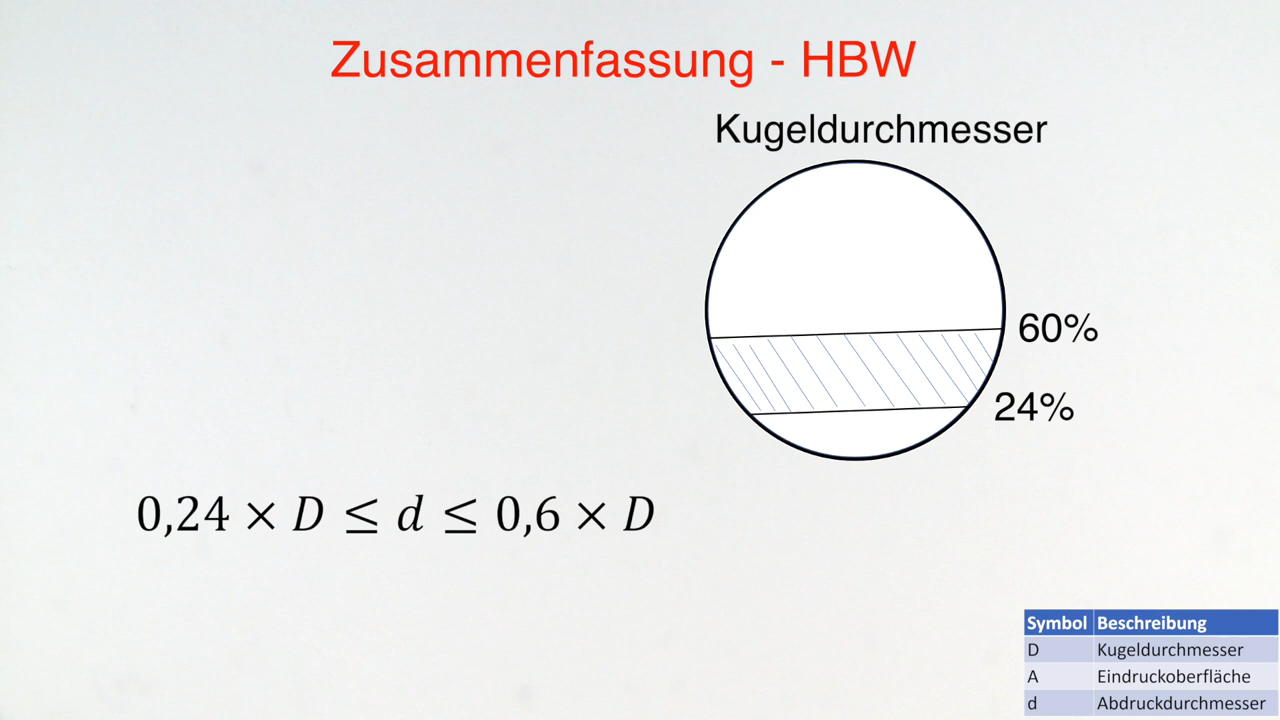 Zusammenfassung - HBW
Kugeldurchmesser
60%
24%
0,24 × D ≤ d ≤ 0,6 × D
Symbol Beschreibung
D Kugeldurchmesser
A Eindruckoberfläche
d Abdruckdurchmesser